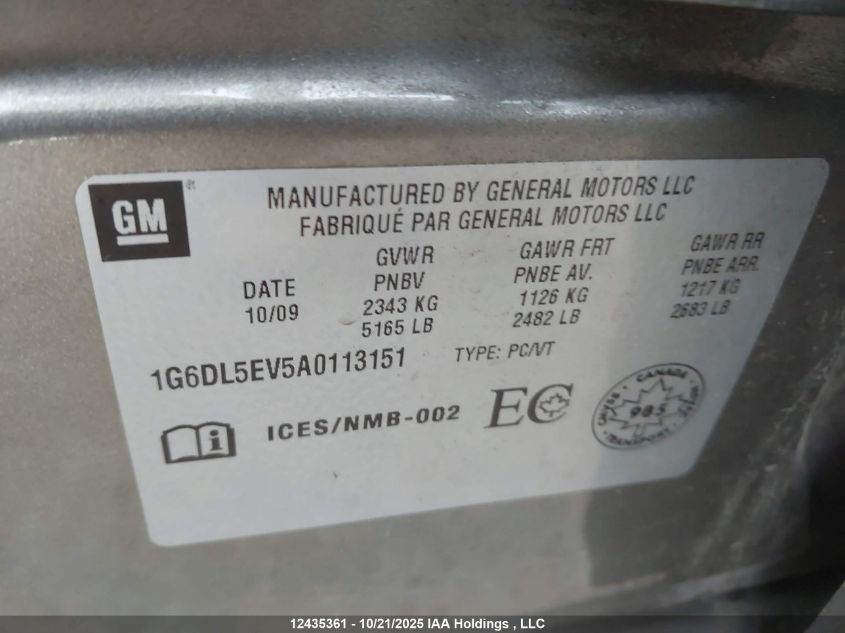 GM®
MANUFACTURED BY GENERAL MOTORS LLC
FABRIQUÉ PAR GENERAL MOTORS LLC
DATE
10/09
GVWR
PNBV
2343 KG
5165 LB
GAWR FRT
PNBE AV.
1126 KG
2482 LB
GAWR RR
PNBE ARR.
1217 KG
2683 LB
1G6DL5EV5A0113151
TYPE: PC/VT
i ICES/NMB-002
EC
CANADA
985
TRANSPORT
12435361 - 10/21/2025 IAA Holdings , LLC